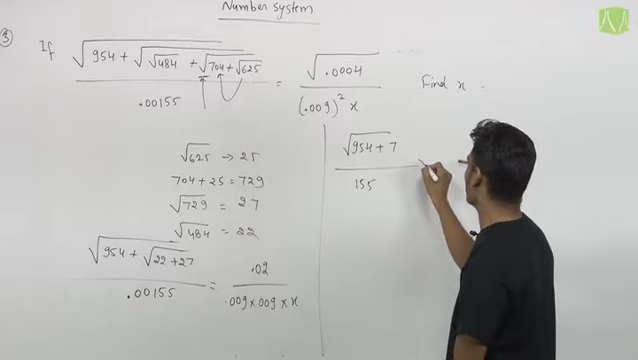 Number system
③ If √(954 + √(√484 + √(704 + √625))) / .00155 = √.0004 / (.009)² x Find x .
√625 → 25
704 + 25 = 729
√729 = 27
√484 = 22
√(954 + √(22 + 27)) / .00155 = .02 / .009 × .009 × x
√(954 + 7) / 155